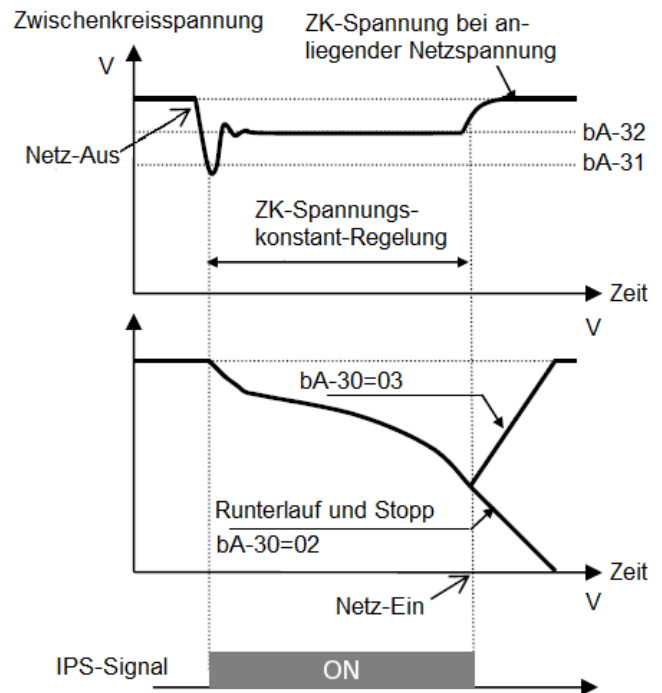 Zwischenkreisspannung
ZK-Spannung bei an-
liegender Netzspannung
V
bA-32
Netz-Aus
bA-31
ZK-Spannungs-
konstant-Regelung
Zeit
V
bA-30=03
Runterlauf und Stopp
bA-30=02
Zeit
Netz-Ein
V
IPS-Signal
ON